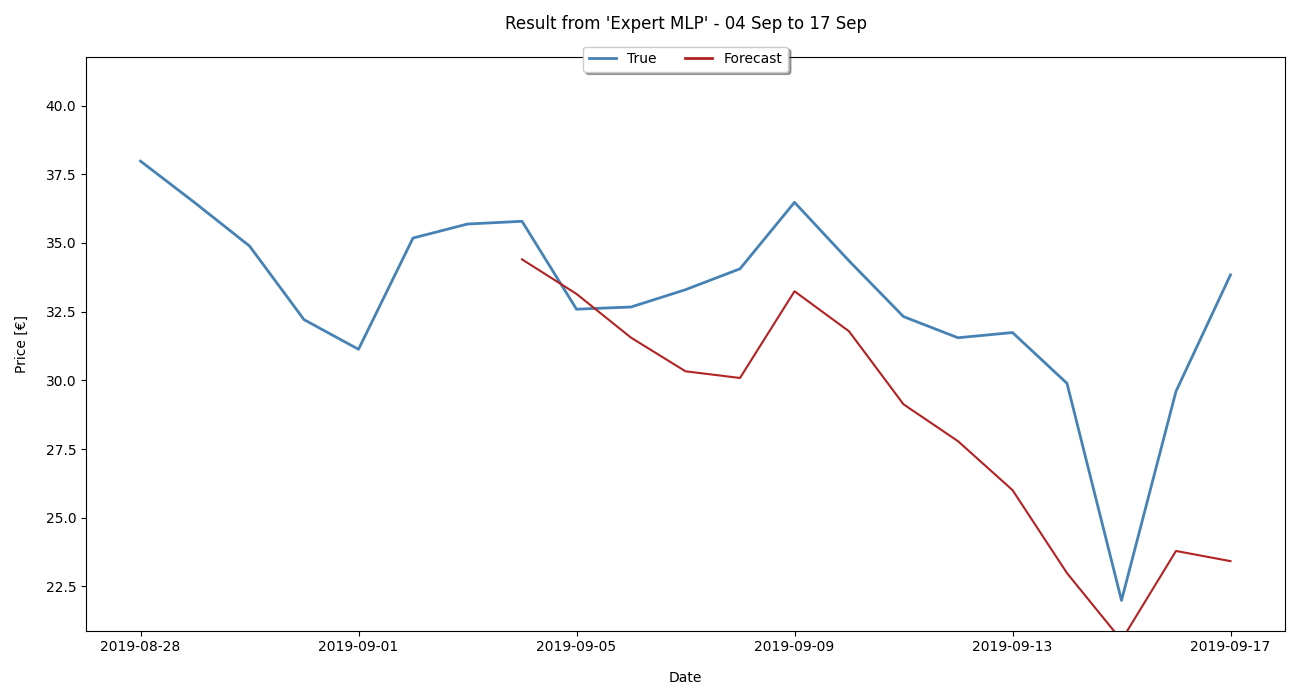 Result from 'Expert MLP' - 04 Sep to 17 Sep
True Forecast
40.0
37.5
35.0
32.5
30.0
27.5
25.0
22.5
Price [€]
2019-08-28 2019-09-01 2019-09-05 2019-09-09 2019-09-13 2019-09-17
Date